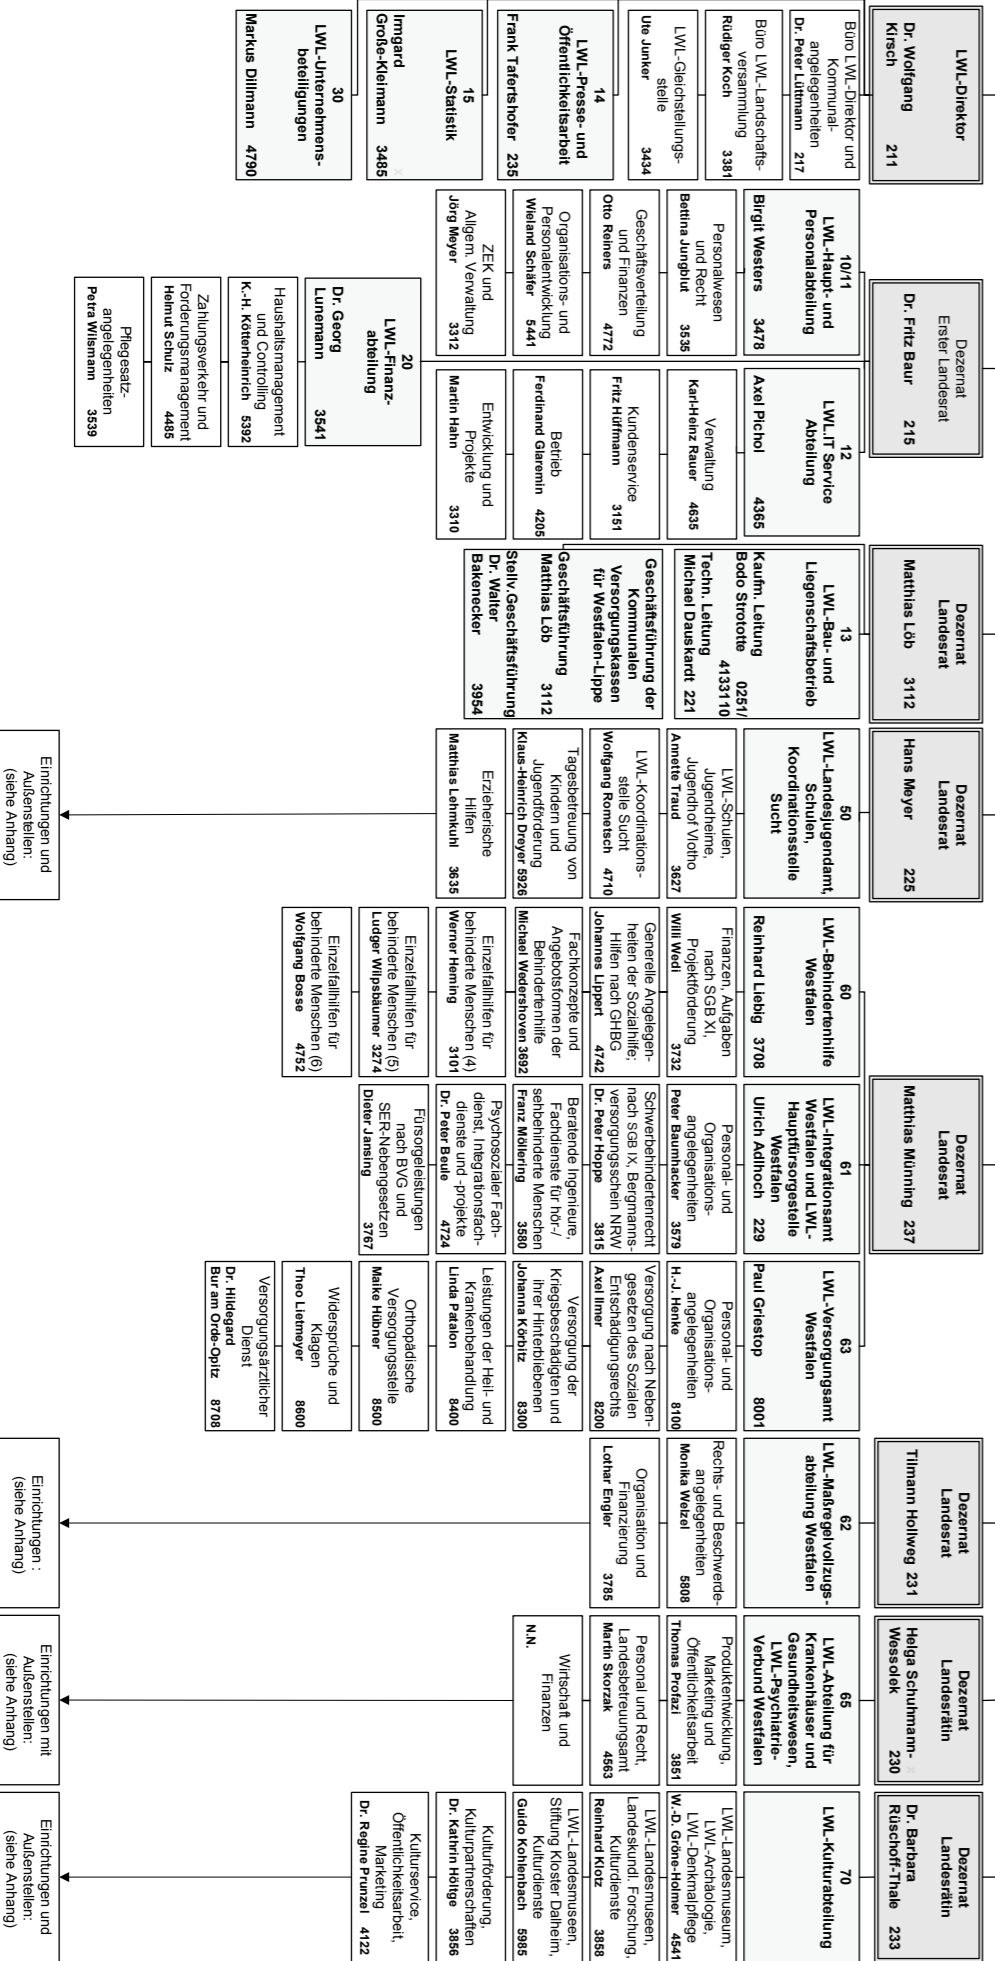 LWL-Direktor
Dr. Wolfgang
Kirsch 211
Büro LWL-Direktor und
Kommunal-
angelegenheiten
Dr. Peter Lüttmann 217
Büro LWL-Landschafts-
versammlung
Rüdiger Koch 3381
LWL-Gleichstellungs-
stelle
Ute Junker 3434
14
LWL-Presse- und
Öffentlichkeitsarbeit
Frank Tafertshofer 235
15
LWL-Statistik
Irmgard
Große-Kleimann 3485
30
LWL-Unternehmens-
beteiligungen
Markus Dillmann 4790
Dezernat
Erster Landesrat
Dr. Fritz Baur 215
10/11
LWL-Haupt- und
Personalabteilung
Birgit Westers 3478
Personalwesen
und Recht
Bettina Jungblut 3535
Geschäftsverteilung
und Finanzen
Otto Reiners 4772
Organisations- und
Personalentwicklung
Wieland Schäfer 5441
ZEK und
Allgem. Verwaltung
Jörg Meyer 3312
12
LWL.IT Service
Abteilung
Axel Pichol 4365
Verwaltung
Karl-Heinz Rauer 4635
Kundenservice
Fritz Hüffmann 3151
Betrieb
Ferdinand Glaremin 4205
Entwicklung und
Projekte
Martin Hahn 3310
20
LWL-Finanz-
abteilung
Dr. Georg
Lunemann 3541
Haushaltsmanagement
und Controlling
K.-H. Kötterheinrich 5392
Zahlungsverkehr und
Forderungsmanagement
Helmut Schulz 4485
Pflegesatz-
angelegenheiten
Petra Wilsmann 3539
Dezernat
Landesrat
Matthias Löb 3112
13
LWL-Bau- und
Liegenschaftsbetrieb
Kaufm. Leitung
Bodo Strototte 0251/
4133110
Techn. Leitung
Michael Dauskardt 221
Geschäftsführung der
Kommunalen
Versorgungskassen
für Westfalen-Lippe
Geschäftsführung
Matthias Löb 3112
Stellv.Geschäftsführung
Dr. Walter
Bakenecker 3954
Dezernat
Landesrat
Hans Meyer 225
50
LWL-Landesjugendamt,
Schulen,
Koordinationsstelle
Sucht
LWL-Schulen,
Jugendheime,
Jugendhof Vlotho
Annette Traud 3627
LWL-Koordinations-
stelle Sucht
Wolfgang Rometsch 4710
Tagesbetreuung von
Kindern und
Jugendförderung
Klaus-Heinrich Dreyer 5926
Erzieherische
Hilfen
Matthias Lehmkuhl 3635
Einrichtungen und
Außenstellen:
(siehe Anhang)
Dezernat
Landesrat
Matthias Münning 237
60
LWL-Behindertenhilfe
Westfalen
Reinhard Liebig 3708
Finanzen, Aufgaben
nach SGB XI,
Projektförderung
Willi Wedi 3732
Generelle Angelegen-
heiten der Sozialhilfe;
Hilfen nach GHBG
Johannes Lippert 4742
Fachkonzepte und
Angebotsformen der
Behindertenhilfe
Michael Wedershoven 3692
Einzelfallhilfen für
behinderte Menschen (4)
Werner Heming 3101
Einzelfallhilfen für
behinderte Menschen (5)
Ludger Wipsbäumer 3274
Einzelfallhilfen für
behinderte Menschen (6)
Wolfgang Bosse 4752
61
LWL-Integrationsamt
Westfalen und LWL-
Hauptfürsorgestelle
Westfalen
Ulrich Adlhoch 229
Personal- und
Organisations-
angelegenheiten
Peter Baumhäcker 3579
Schwerbehindertenrecht
nach SGB IX, Bergmanns-
versorgungsschein NRW
Dr. Peter Hoppe 3815
Beratende Ingenieure,
Fachdienste für hör-/
sehbehinderte Menschen
Franz Möllering 3580
Psychosozialer Fach-
dienst, Integrationsfach-
dienste und -projekte
Dr. Peter Beule 4724
Fürsorgeleistungen
nach BVG und
SER-Nebengesetzen
Dieter Jansing 3767
63
LWL-Versorgungsamt
Westfalen
Paul Griestop 8001
Personal- und
Organisations-
angelegenheiten
H.-J. Henke 8100
Versorgung nach Neben-
gesetzen des Sozialen
Entschädigungsrechts
Axel Ilmer 8200
Versorgung der
Kriegsbeschädigten und
ihrer Hinterbliebenen
Johanna Körbitz 8300
Leistungen der Heil- und
Krankenbehandlung
Linda Patalon 8400
Orthopädische
Versorgungsstelle
Maike Hübner 8500
Widersprüche und
Klagen
Theo Lietmeyer 8600
Versorgungsärztlicher
Dienst
Dr. Hildegard
Bur am Orde-Opitz 8708
Dezernat
Landesrat
Tilmann Hollweg 231
62
LWL-Maßregelvollzugs-
abteilung Westfalen
Rechts- und Beschwerde-
angelegenheiten
Monika Welzel 5808
Organisation und
Finanzierung
Lothar Engler 3785
Einrichtungen :
(siehe Anhang)
Dezernat
Landesrätin
Helga Schuhmann-
Wessolek 230
65
LWL-Abteilung für
Krankenhäuser und
Gesundheitswesen,
LWL-Psychiatrie-
Verbund Westfalen
Produktentwicklung,
Marketing und
Öffentlichkeitsarbeit
Thomas Profazi 3851
Personal und Recht,
Landesbetreuungsamt
Martin Skorzak 4563
Wirtschaft und
Finanzen
N.N.
Einrichtungen mit
Außenstellen:
(siehe Anhang)
Dezernat
Landesrätin
Dr. Barbara
Rüschoff-Thale 233
70
LWL-Kulturabteilung
LWL-Landesmuseum,
LWL-Archäologie,
LWL-Denkmalpflege
W.-D. Gröne-Holmer 4541
LWL-Landesmuseen,
Landeskundl. Forschung,
Kulturdienste
Reinhard Klotz 3858
LWL-Landesmuseen,
Stiftung Kloster Dalheim,
Kulturdienste
Guido Kohlenbach 5985
Kulturförderung,
Kulturpartnerschaften
Dr. Kathrin Höltge 3856
Kulturservice,
Öffentlichkeitsarbeit,
Marketing
Dr. Regine Prunzel 4122
Einrichtungen und
Außenstellen:
(siehe Anhang)